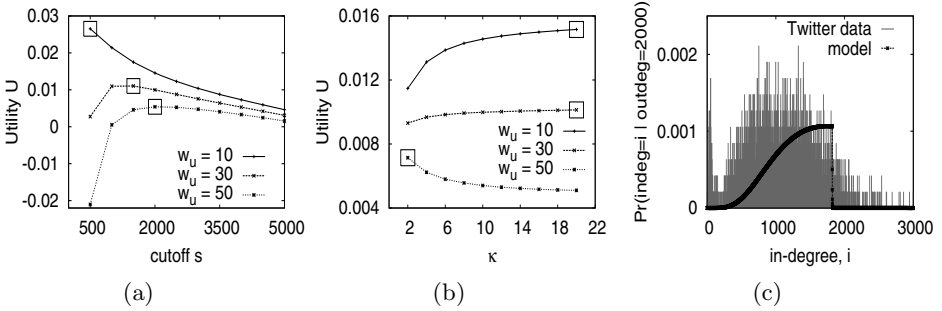 Utility U
0.03
0.02
0.01
0
-0.01
-0.02
500
2000
3500
5000
cutoff s
w_u = 10
w_u = 30
w_u = 50
(a)
Utility U
0.016
0.012
0.008
0.004
2
6
10
14
18
22
κ
w_u = 10
w_u = 30
w_u = 50
(b)
Pr(indeg=i | outdeg=2000)
0.002
0.001
0
0
1000
2000
3000
in-degree, i
Twitter data
model
(c)